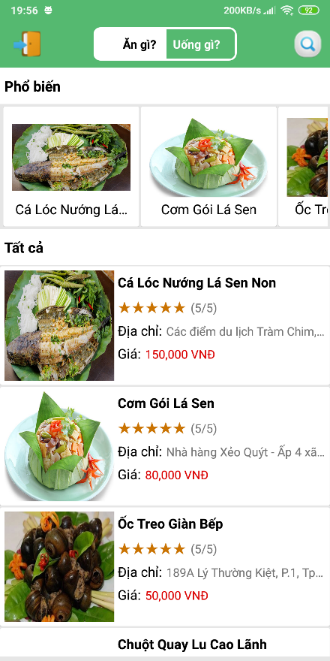 19:56 200KB/s 92
Ăn gì? Uống gì?
Phổ biến
Cá Lóc Nướng Lá... Cơm Gói Lá Sen Ốc Tr
Tất cả
Cá Lóc Nướng Lá Sen Non
(5/5)
Địa chỉ: Các điểm du lịch Tràm Chim,...
Giá: 150,000 VNĐ
Cơm Gói Lá Sen
(5/5)
Địa chỉ: Nhà hàng Xẻo Quýt - Ấp 4 xã...
Giá: 80,000 VNĐ
Ốc Treo Giàn Bếp
(5/5)
Địa chỉ: 189A Lý Thường Kiệt, P.1, Tp...
Giá: 50,000 VNĐ
Chuột Quay Lu Cao Lãnh